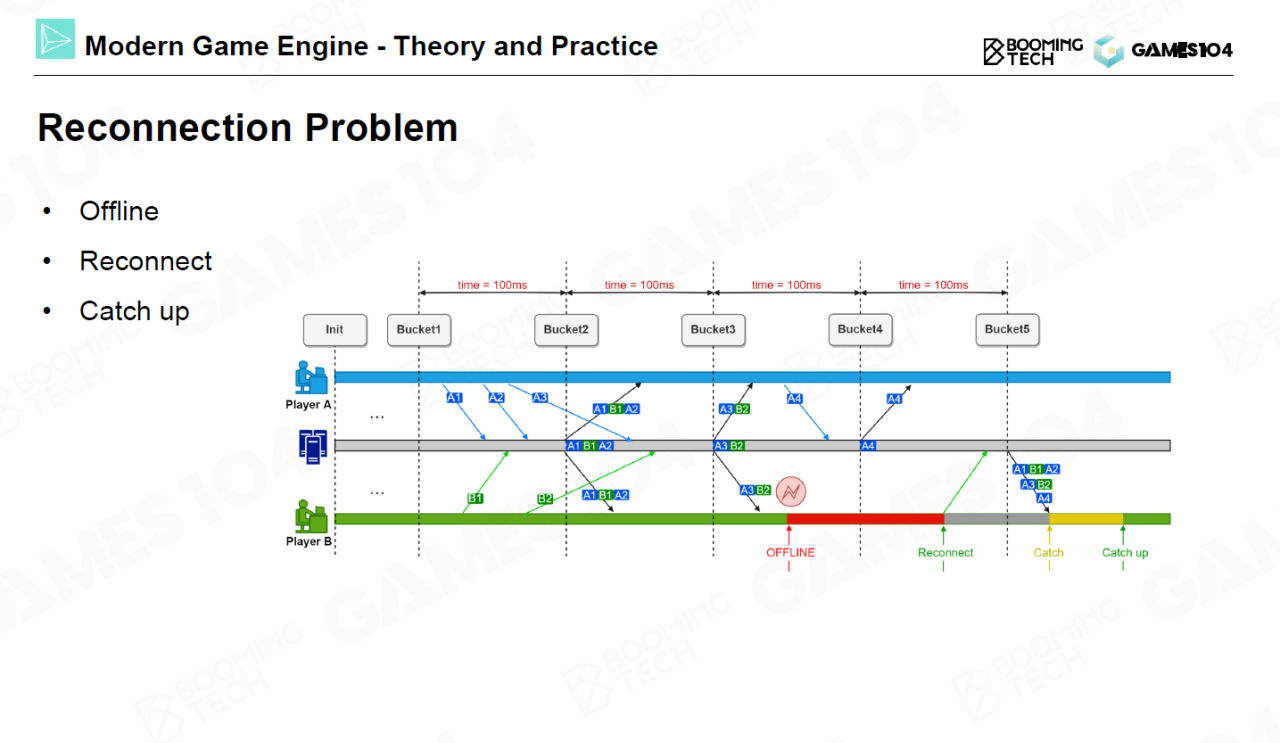 Modern Game Engine - Theory and Practice
BOOMING
TECH
GAMES104
Reconnection Problem
• Offline
• Reconnect
• Catch up
time = 100ms time = 100ms time = 100ms time = 100ms
Init Bucket1 Bucket2 Bucket3 Bucket4 Bucket5
Player A
A1 A2 A3 A1 B1 A2 A3 B2 A4 A4
...
A1 B1 A2 A3 B2 A4
A1 B1 A2
A3 B2
A4
...
B1 B2 A1 B1 A2 A3 B2
Player B
OFFLINE Reconnect Catch Catch up